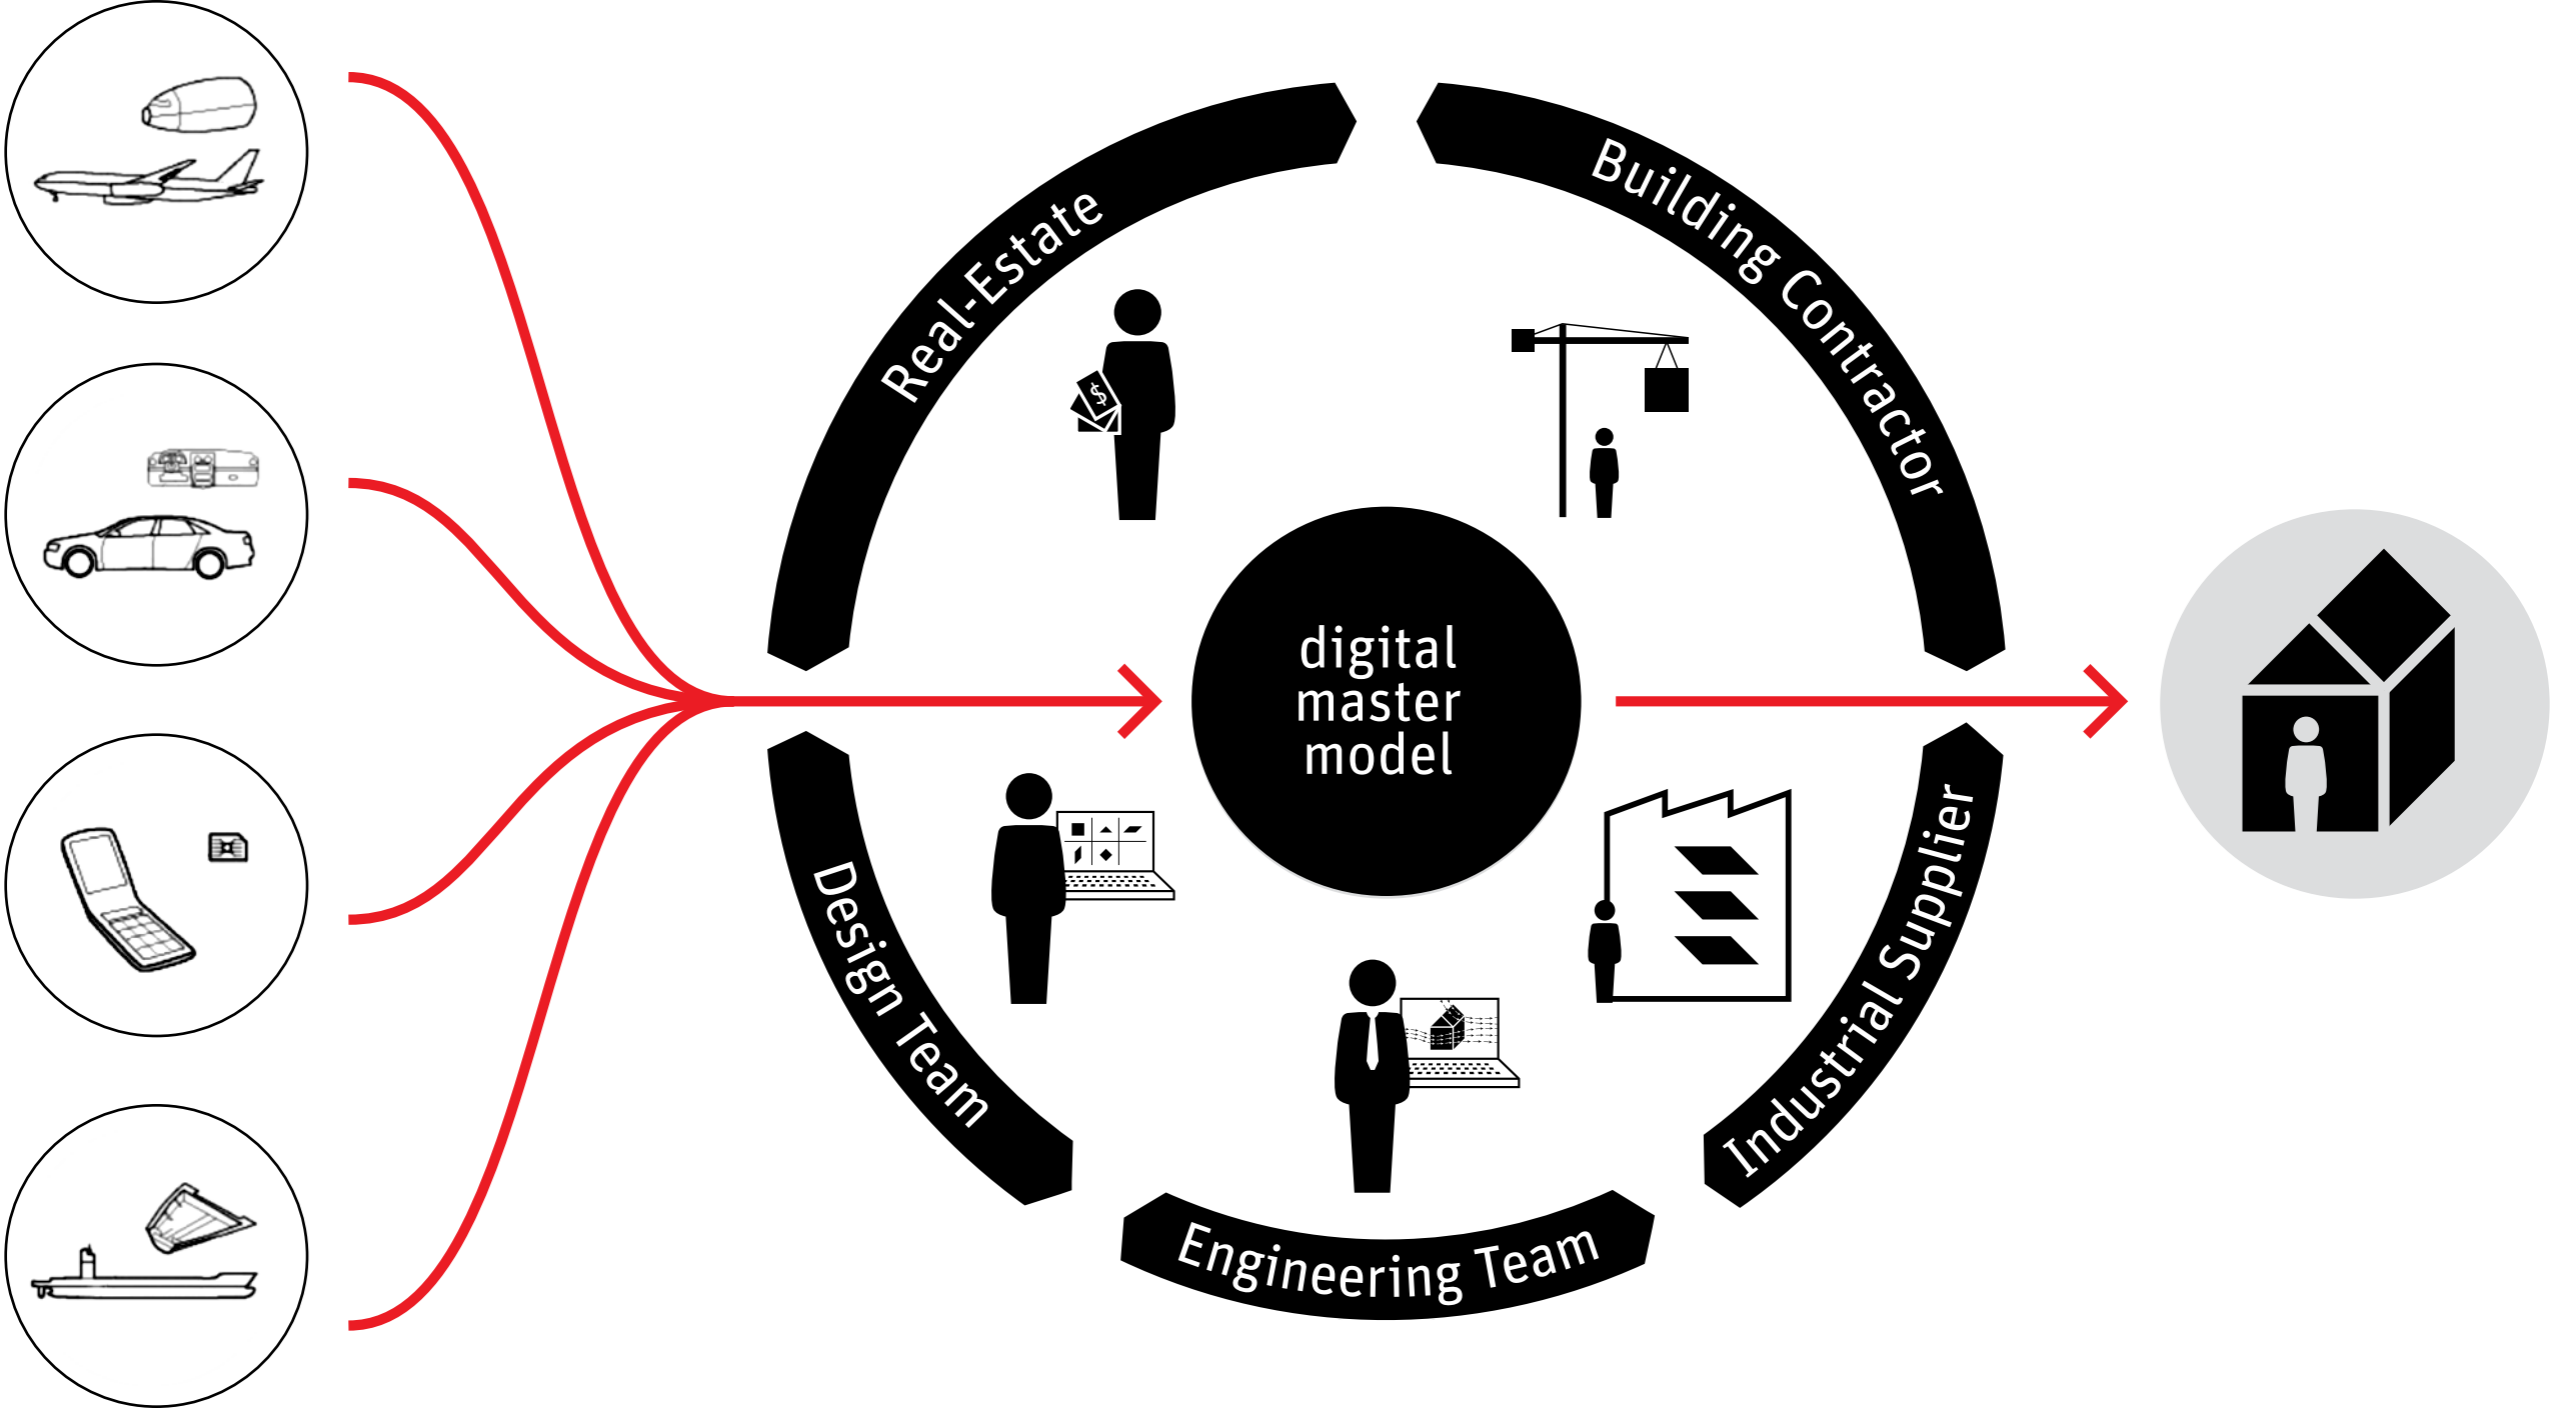 Real-Estate
Building Contractor
$
digital
master
model
Design Team
Industrial Supplier
Engineering Team